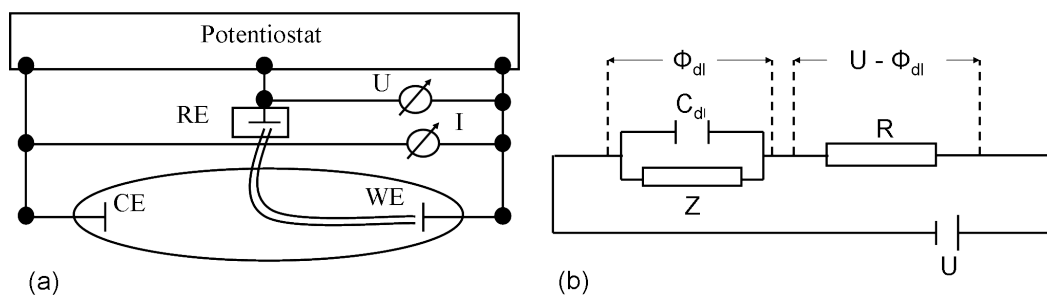 Potentiostat
U
RE
I
CE
WE
(a)
Φdl
U - Φdl
Cdl
R
Z
U
(b)